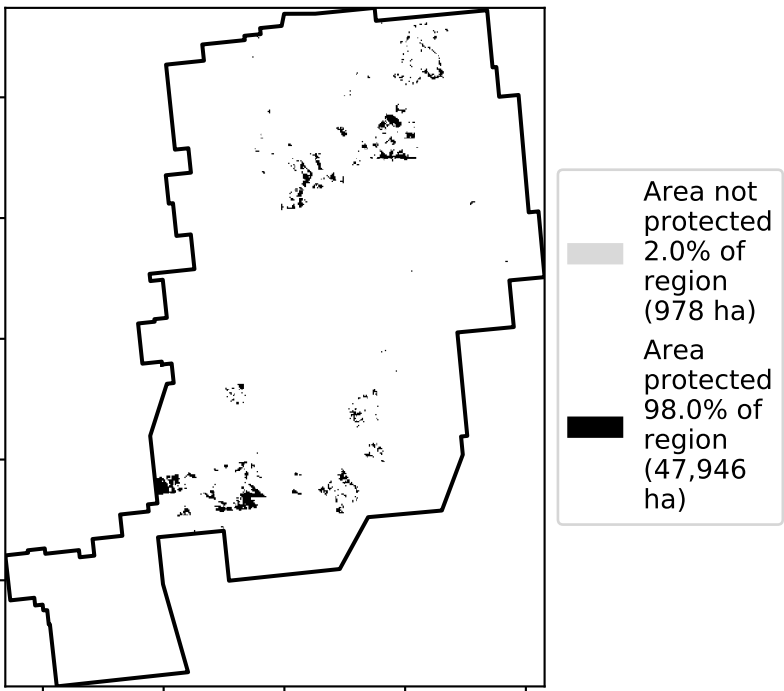 Area not
protected
2.0% of
region
(978 ha)
Area
protected
98.0% of
region
(47,946
ha)